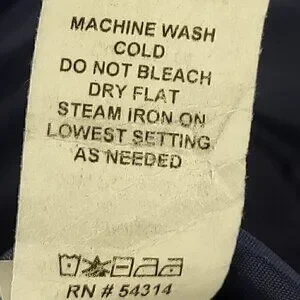 MACHINE WASH
COLD
DO NOT BLEACH
DRY FLAT
STEAM IRON ON
LOWEST SETTING
AS NEEDED
RN # 54314